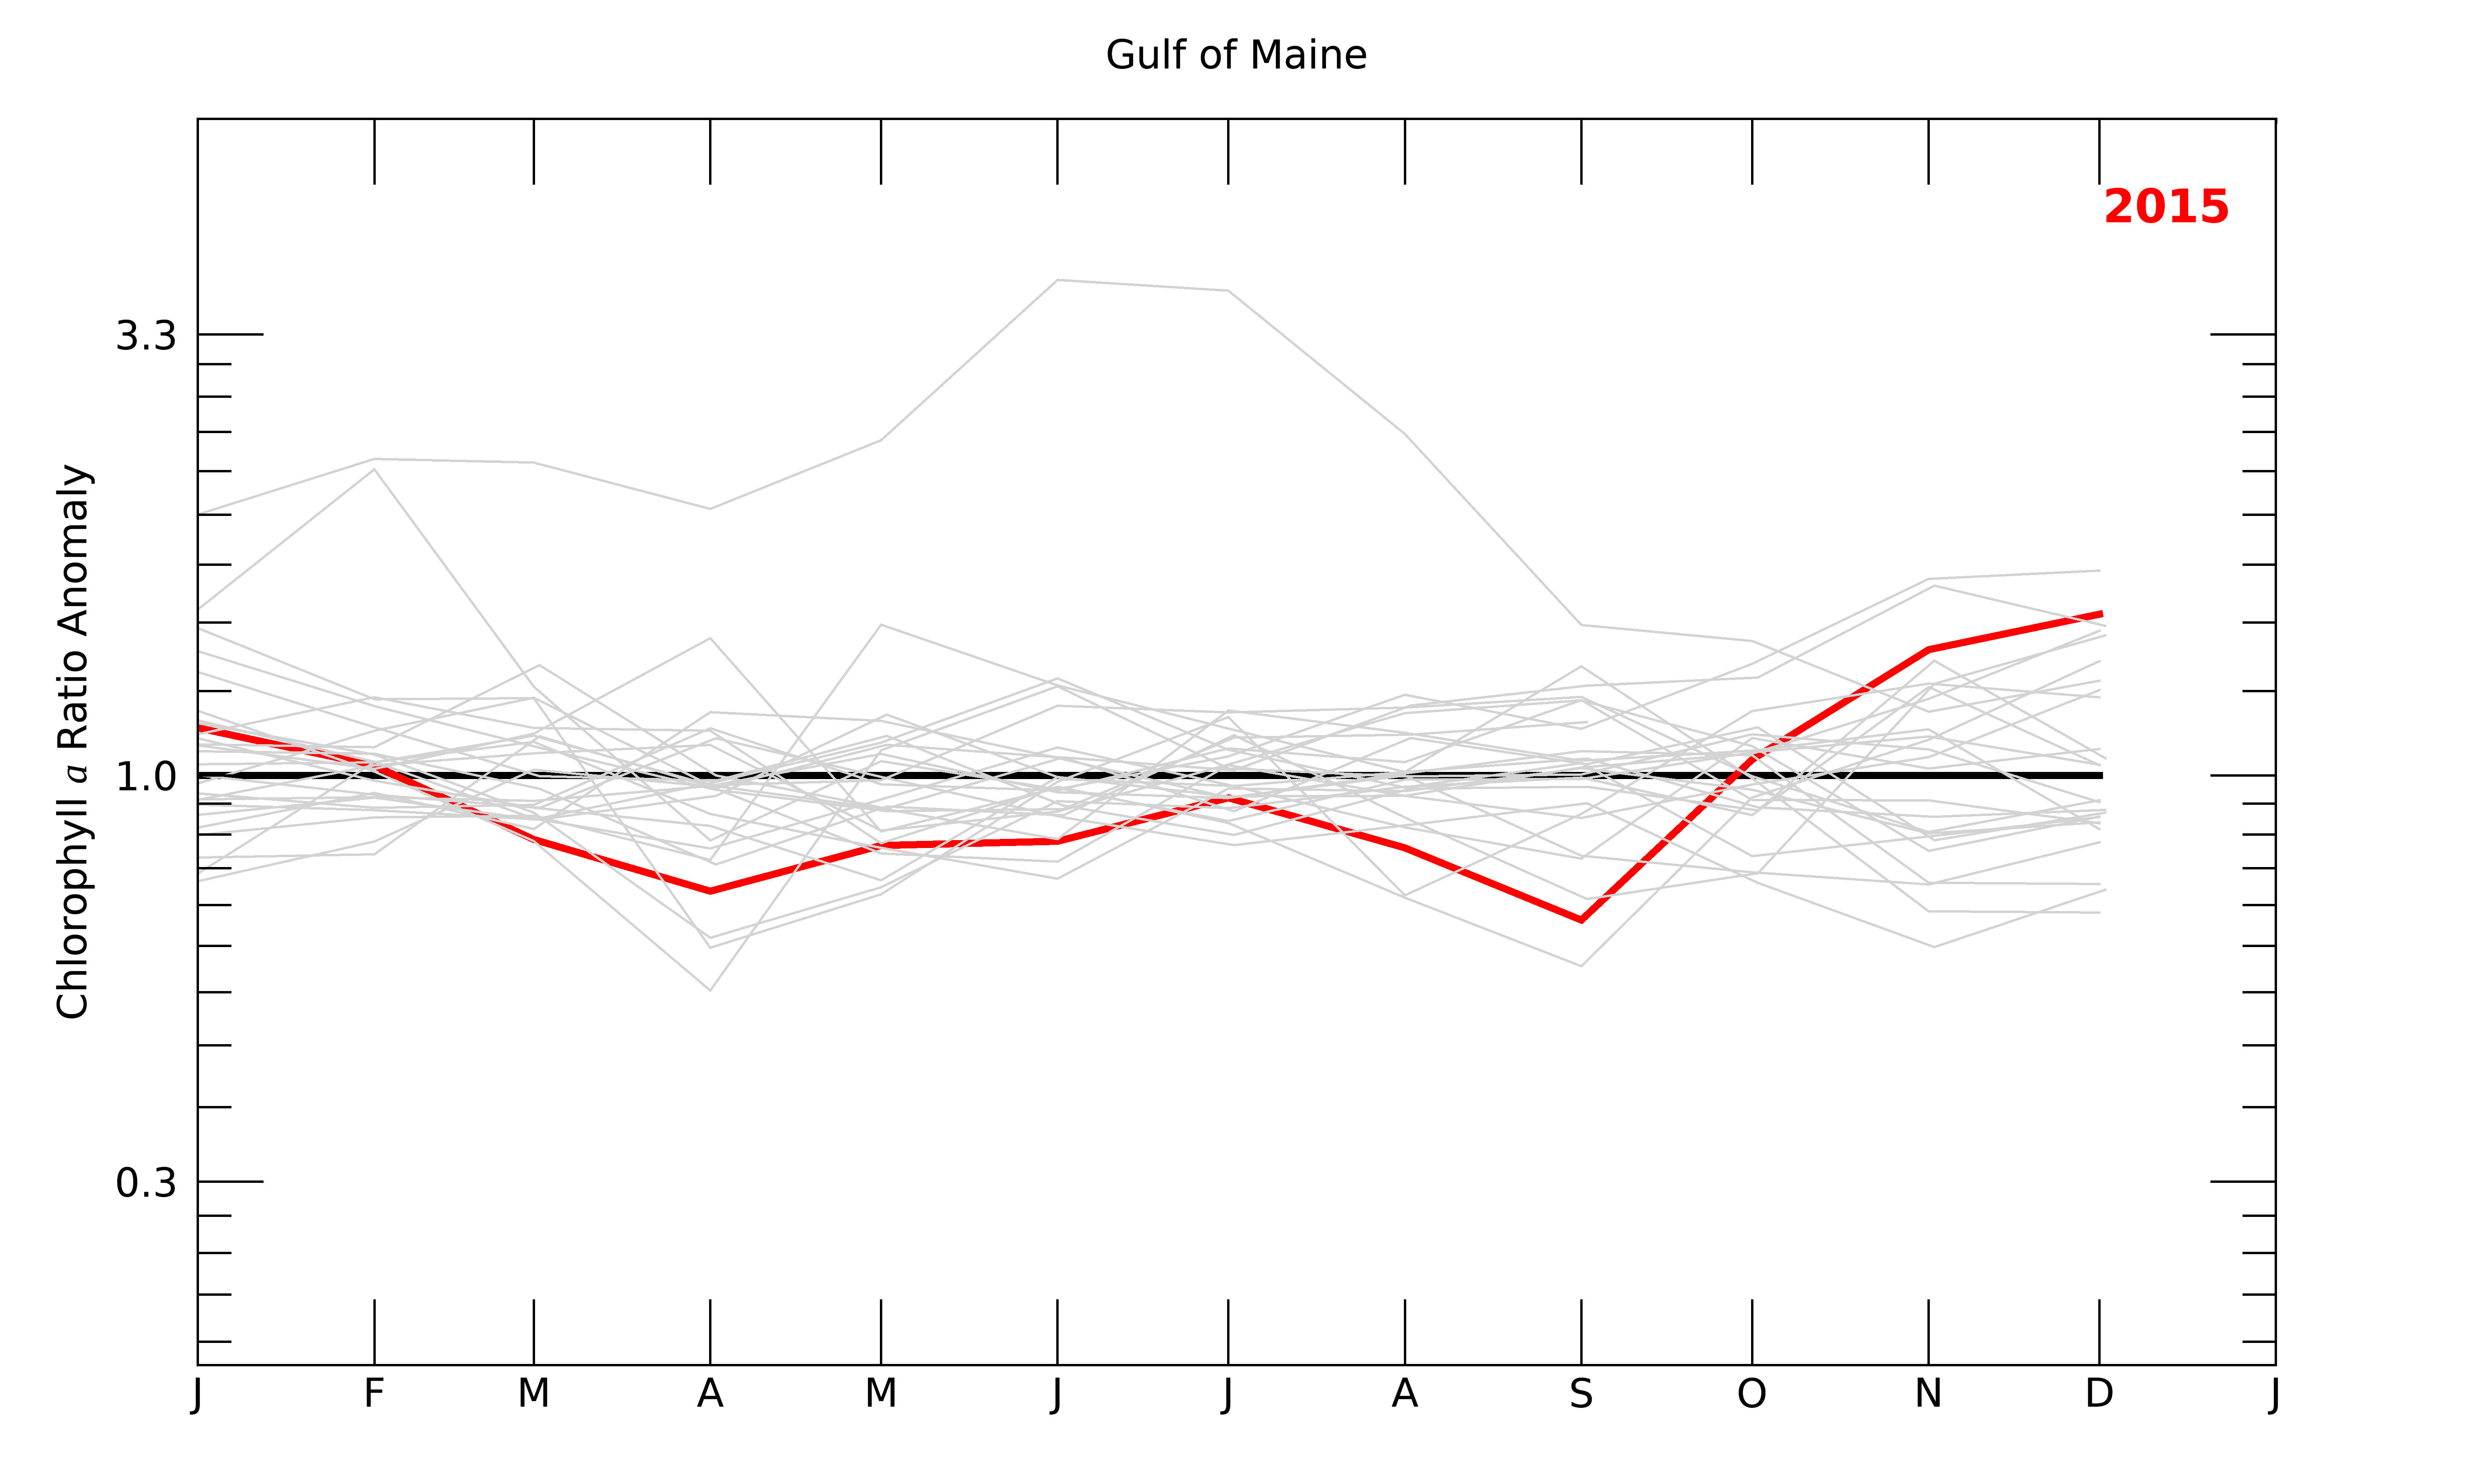 Gulf of Maine
2015
3.3
1.0
0.3
Chlorophyll a Ratio Anomaly
J F M A M J J A S O N D J